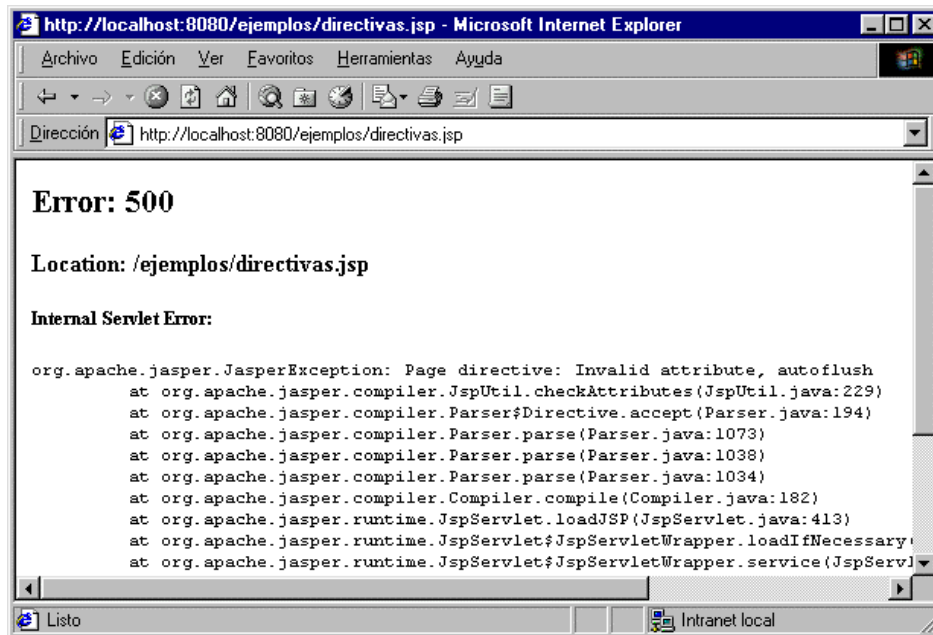 http://localhost:8080/ejemplos/directivas.jsp - Microsoft Internet Explorer
Archivo Edición Ver Favoritos Herramientas Ayuda
Dirección http://localhost:8080/ejemplos/directivas.jsp
Error: 500
Location: /ejemplos/directivas.jsp
Internal Servlet Error:
org.apache.jasper.JasperException: Page directive: Invalid attribute, autoflush
at org.apache.jasper.compiler.JspUtil.checkAttributes(JspUtil.java:229)
at org.apache.jasper.compiler.Parser$Directive.accept(Parser.java:194)
at org.apache.jasper.compiler.Parser.parse(Parser.java:1073)
at org.apache.jasper.compiler.Parser.parse(Parser.java:1038)
at org.apache.jasper.compiler.Parser.parse(Parser.java:1034)
at org.apache.jasper.compiler.Compiler.compile(Compiler.java:182)
at org.apache.jasper.runtime.JspServlet.loadJSP(JspServlet.java:413)
at org.apache.jasper.runtime.JspServlet$JspServletWrapper.loadIfNecessary(
at org.apache.jasper.runtime.JspServlet$JspServletWrapper.service(JspServl
Listo Intranet local